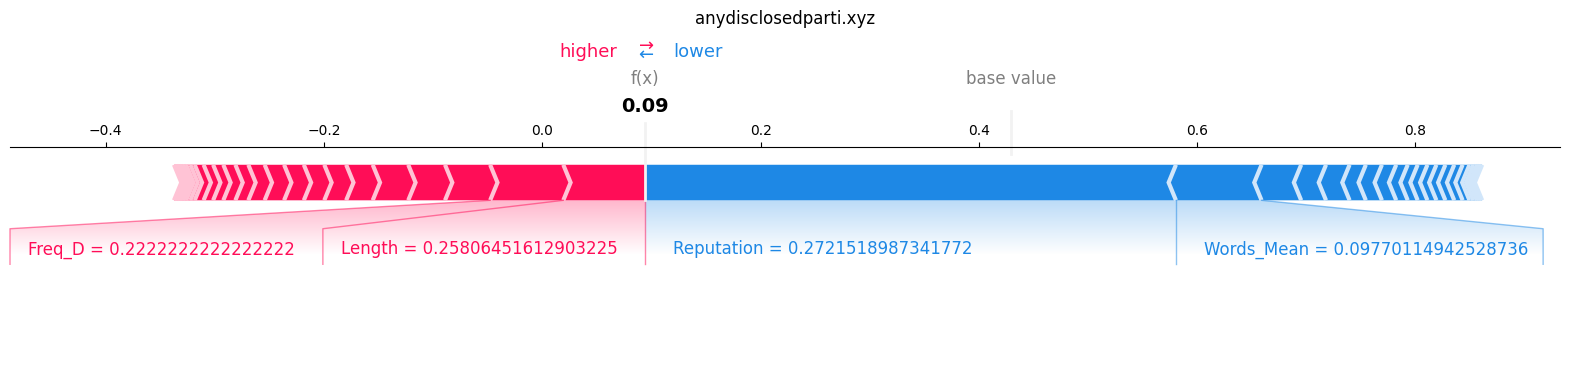 anydisclosedparti.xyz
higher ⇄ lower
f(x) base value
0.09
−0.4 −0.2 0.0 0.2 0.4 0.6 0.8
Freq_D = 0.2222222222222222 Length = 0.25806451612903225 Reputation = 0.2721518987341772 Words_Mean = 0.09770114942528736